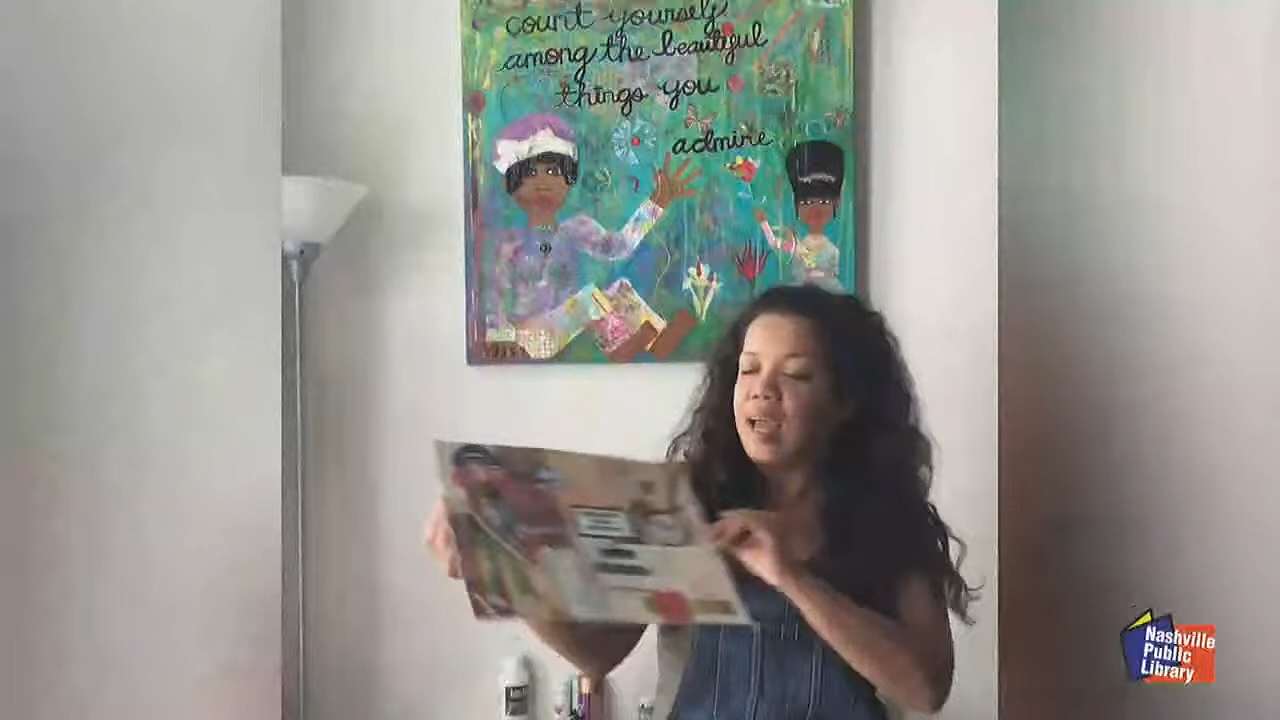 count yourself
among the beautiful
things you
admire
Nashville
Public
Library